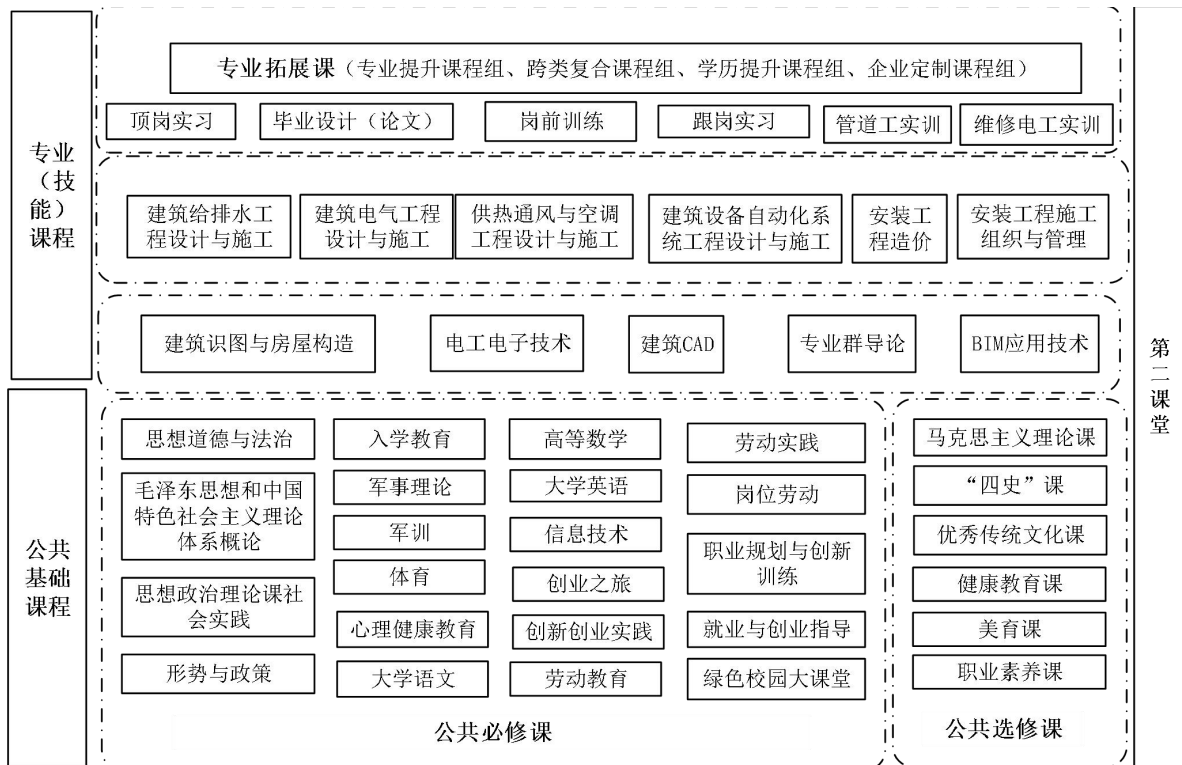 专业拓展课（专业提升课程组、跨类复合课程组、学历提升课程组、企业定制课程组）
顶岗实习
毕业设计（论文）
岗前训练
跟岗实习
管道工实训
维修电工实训
专业
（技
能）
课程
建筑给排水工
程设计与施工
建筑电气工程
设计与施工
供热通风与空调
工程设计与施工
建筑设备自动化系
统工程设计与施工
安装工
程造价
安装工程施工
组织与管理
建筑识图与房屋构造
电工电子技术
建筑CAD
专业群导论
BIM应用技术
公共
基础
课程
思想道德与法治
毛泽东思想和中国
特色社会主义理论
体系概论
思想政治理论课社
会实践
形势与政策
入学教育
军事理论
军训
体育
心理健康教育
大学语文
高等数学
大学英语
信息技术
创业之旅
创新创业实践
劳动教育
劳动实践
岗位劳动
职业规划与创新
训练
就业与创业指导
绿色校园大课堂
公共必修课
马克思主义理论课
“四史”课
优秀传统文化课
健康教育课
美育课
职业素养课
公共选修课
第
二
课
堂